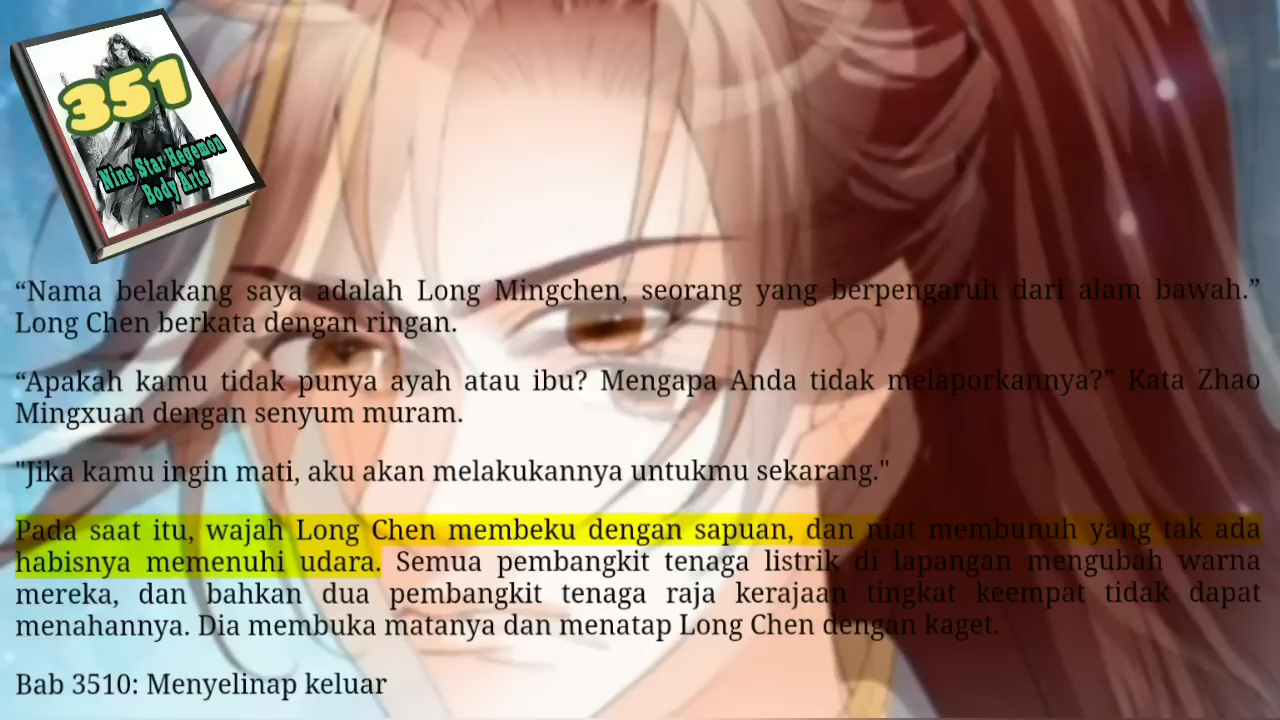 351
Nine Star Hegemon
Body Arts
“Nama belakang saya adalah Long Mingchen, seorang yang berpengaruh dari alam bawah.”
Long Chen berkata dengan ringan.
“Apakah kamu tidak punya ayah atau ibu? Mengapa Anda tidak melaporkannya?” Kata Zhao
Mingxuan dengan senyum muram.
"Jika kamu ingin mati, aku akan melakukannya untukmu sekarang."
Pada saat itu, wajah Long Chen membeku dengan sapuan, dan niat membunuh yang tak ada
habisnya memenuhi udara. Semua pembangkit tenaga listrik di lapangan mengubah warna
mereka, dan bahkan dua pembangkit tenaga raja kerajaan tingkat keempat tidak dapat
menahannya. Dia membuka matanya dan menatap Long Chen dengan kaget.
Bab 3510: Menyelinap keluar